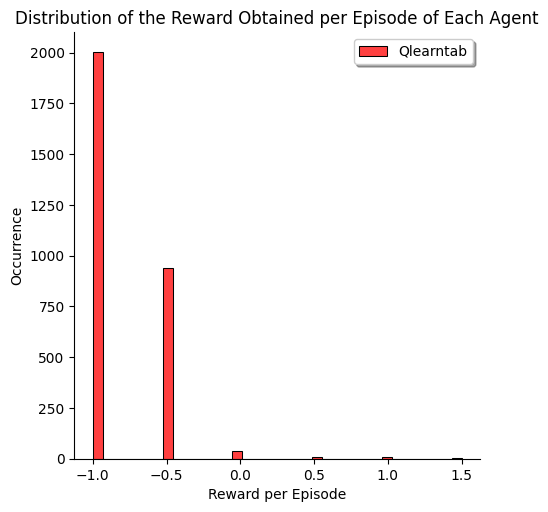 Distribution of the Reward Obtained per Episode of Each Agent
Qlearntab
2000
1750
1500
1250
1000
750
500
250
0
Occurrence
−1.0 −0.5 0.0 0.5 1.0 1.5
Reward per Episode